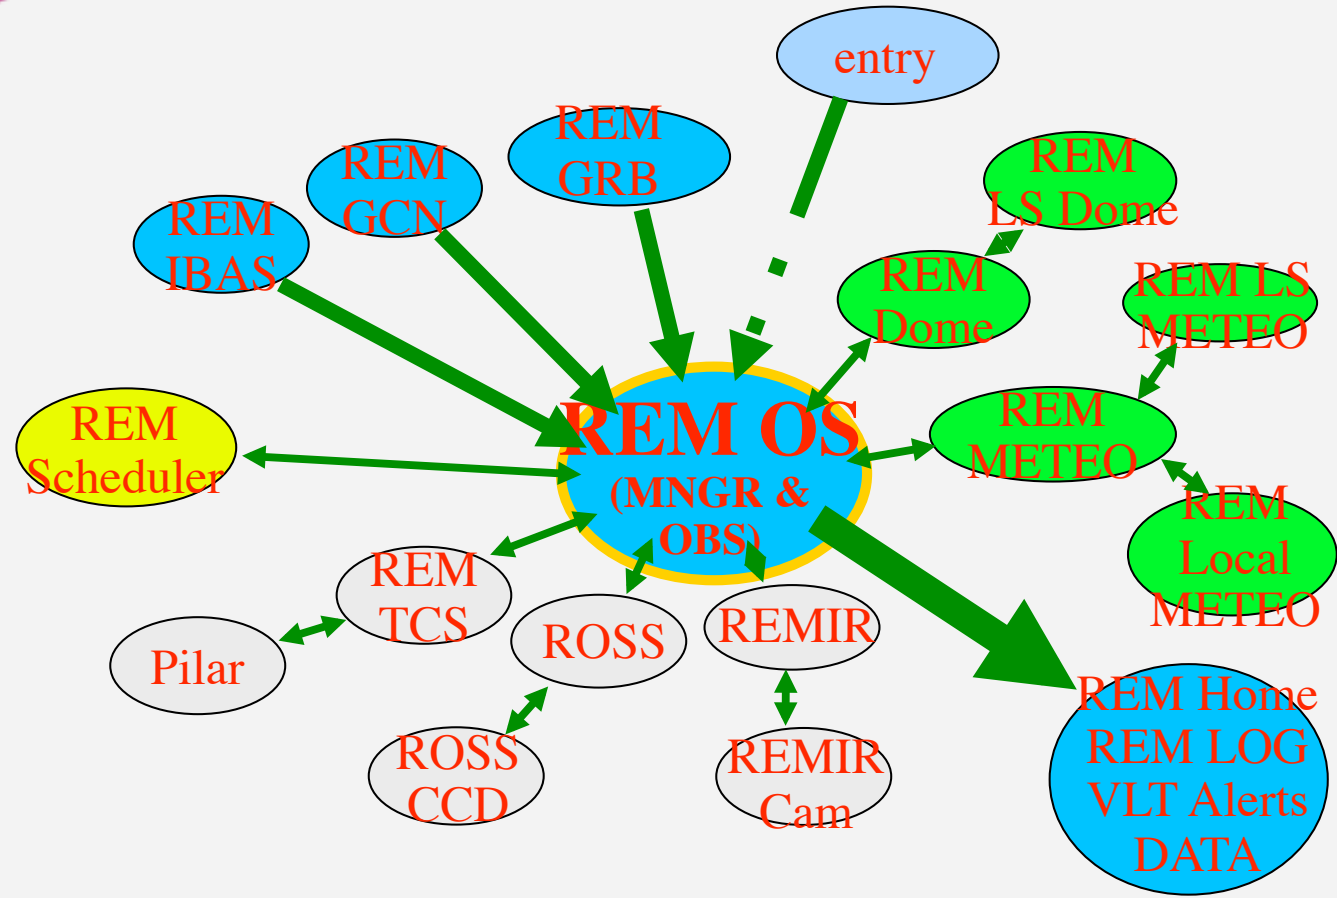 entry
REM
GRB
REM
GCN
REM
IBAS
REM
LS Dome
REM
Dome
REM LS
METEO
REM
METEO
REM
Local
METEO
REM
Scheduler
REM OS
(MNGR &
OBS)
REM
TCS
Pilar
ROSS
ROSS
CCD
REMIR
REMIR
Cam
REM Home
REM LOG
VLT Alerts
DATA